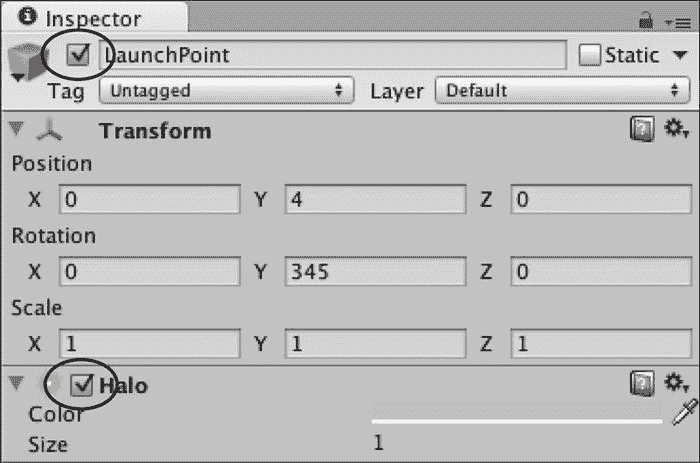 Inspector
LaunchPoint Static
Tag Untagged Layer Default
Transform
Position
X 0 Y 4 Z 0
Rotation
X 0 Y 345 Z 0
Scale
X 1 Y 1 Z 1
Halo
Color
Size 1